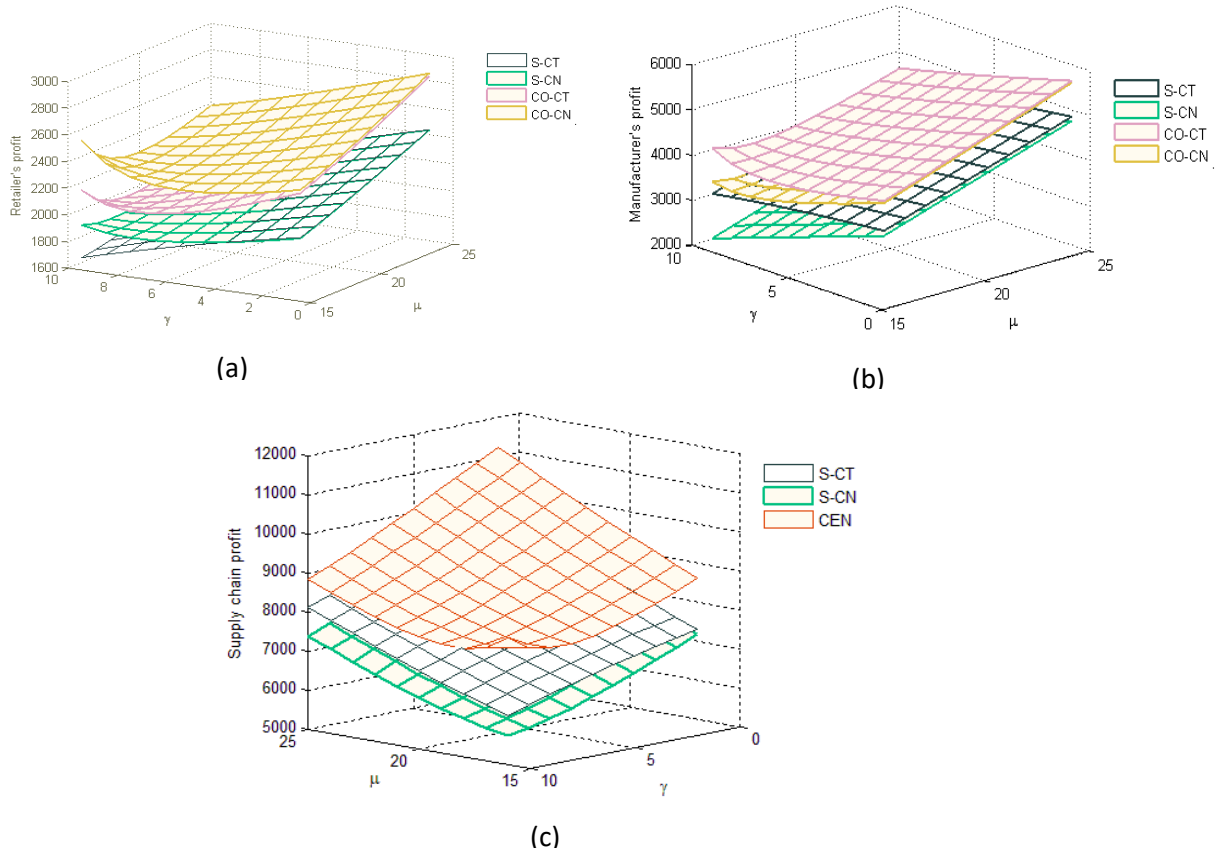 3000
2800
2600
2400
2200
2000
1800
1600
Retailer's profit
10
8
6
4
2
0
γ
15
20
25
μ
S-CT
S-CN
CO-CT
CO-CN
(a)
6000
5000
4000
3000
2000
Manufacturer's profit
10
5
0
γ
15
20
25
μ
S-CT
S-CN
CO-CT
CO-CN
(b)
12000
11000
10000
9000
8000
7000
6000
5000
Supply chain profit
25
20
15
μ
10
5
0
γ
S-CT
S-CN
CEN
(c)